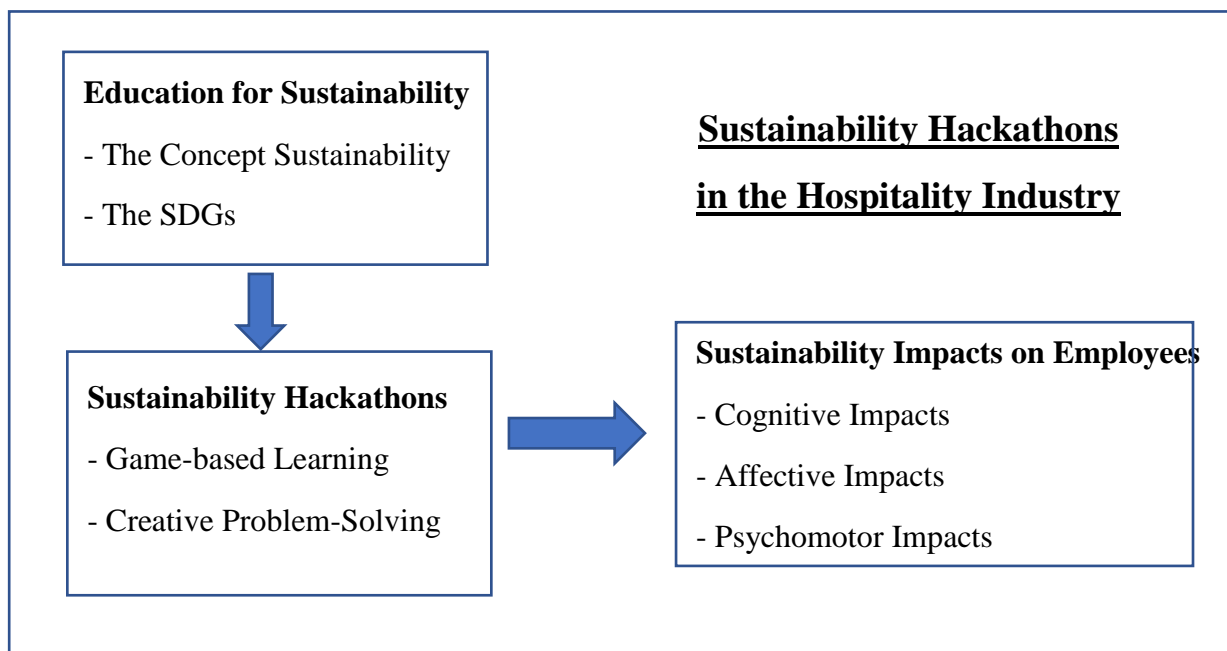 Education for Sustainability
- The Concept Sustainability
- The SDGs
Sustainability Hackathons
in the Hospitality Industry
Sustainability Hackathons
- Game-based Learning
- Creative Problem-Solving
Sustainability Impacts on Employees
- Cognitive Impacts
- Affective Impacts
- Psychomotor Impacts